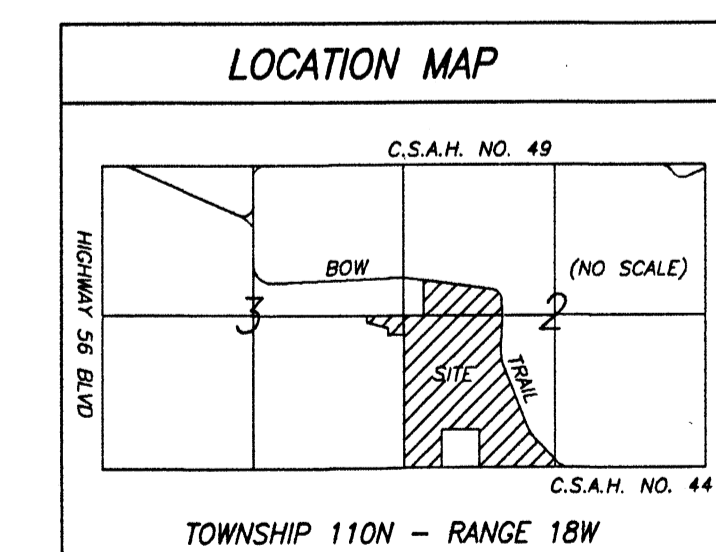 LOCATION MAP
C.S.A.H. NO. 49
HIGHWAY 56 BLVD
BOW
(NO SCALE)
3
2
SITE
TRAIL
C.S.A.H. NO. 44
TOWNSHIP 110N – RANGE 18W